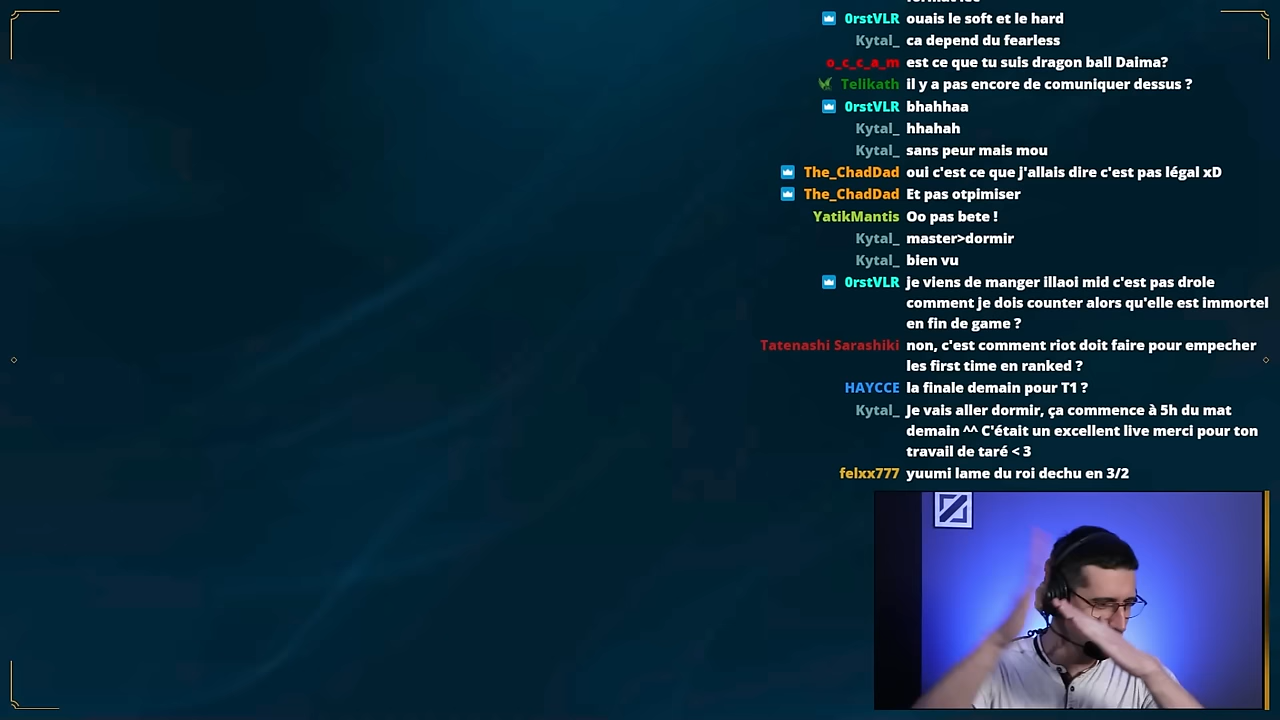 0rstVLR ouais le soft et le hard
Kytal_ ca depend du fearless
o_c_c_a_m est ce que tu suis dragon ball Daima?
Telikath il y a pas encore de comuniquer dessus ?
0rstVLR bhahhaa
Kytal_ hhahah
Kytal_ sans peur mais mou
The_ChadDad oui c'est ce que j'allais dire c'est pas légal xD
The_ChadDad Et pas otpimiser
YatikMantis Oo pas bete !
Kytal_ master>dormir
Kytal_ bien vu
0rstVLR je viens de manger illaoi mid c'est pas drole
comment je dois counter alors qu'elle est immortel
en fin de game ?
Tatenashi Sarashiki non, c'est comment riot doit faire pour empecher
les first time en ranked ?
HAYCCE la finale demain pour T1 ?
Kytal_ Je vais aller dormir, ça commence à 5h du mat
demain ^^ C'était un excellent live merci pour ton
travail de taré < 3
felxx777 yuumi lame du roi dechu en 3/2